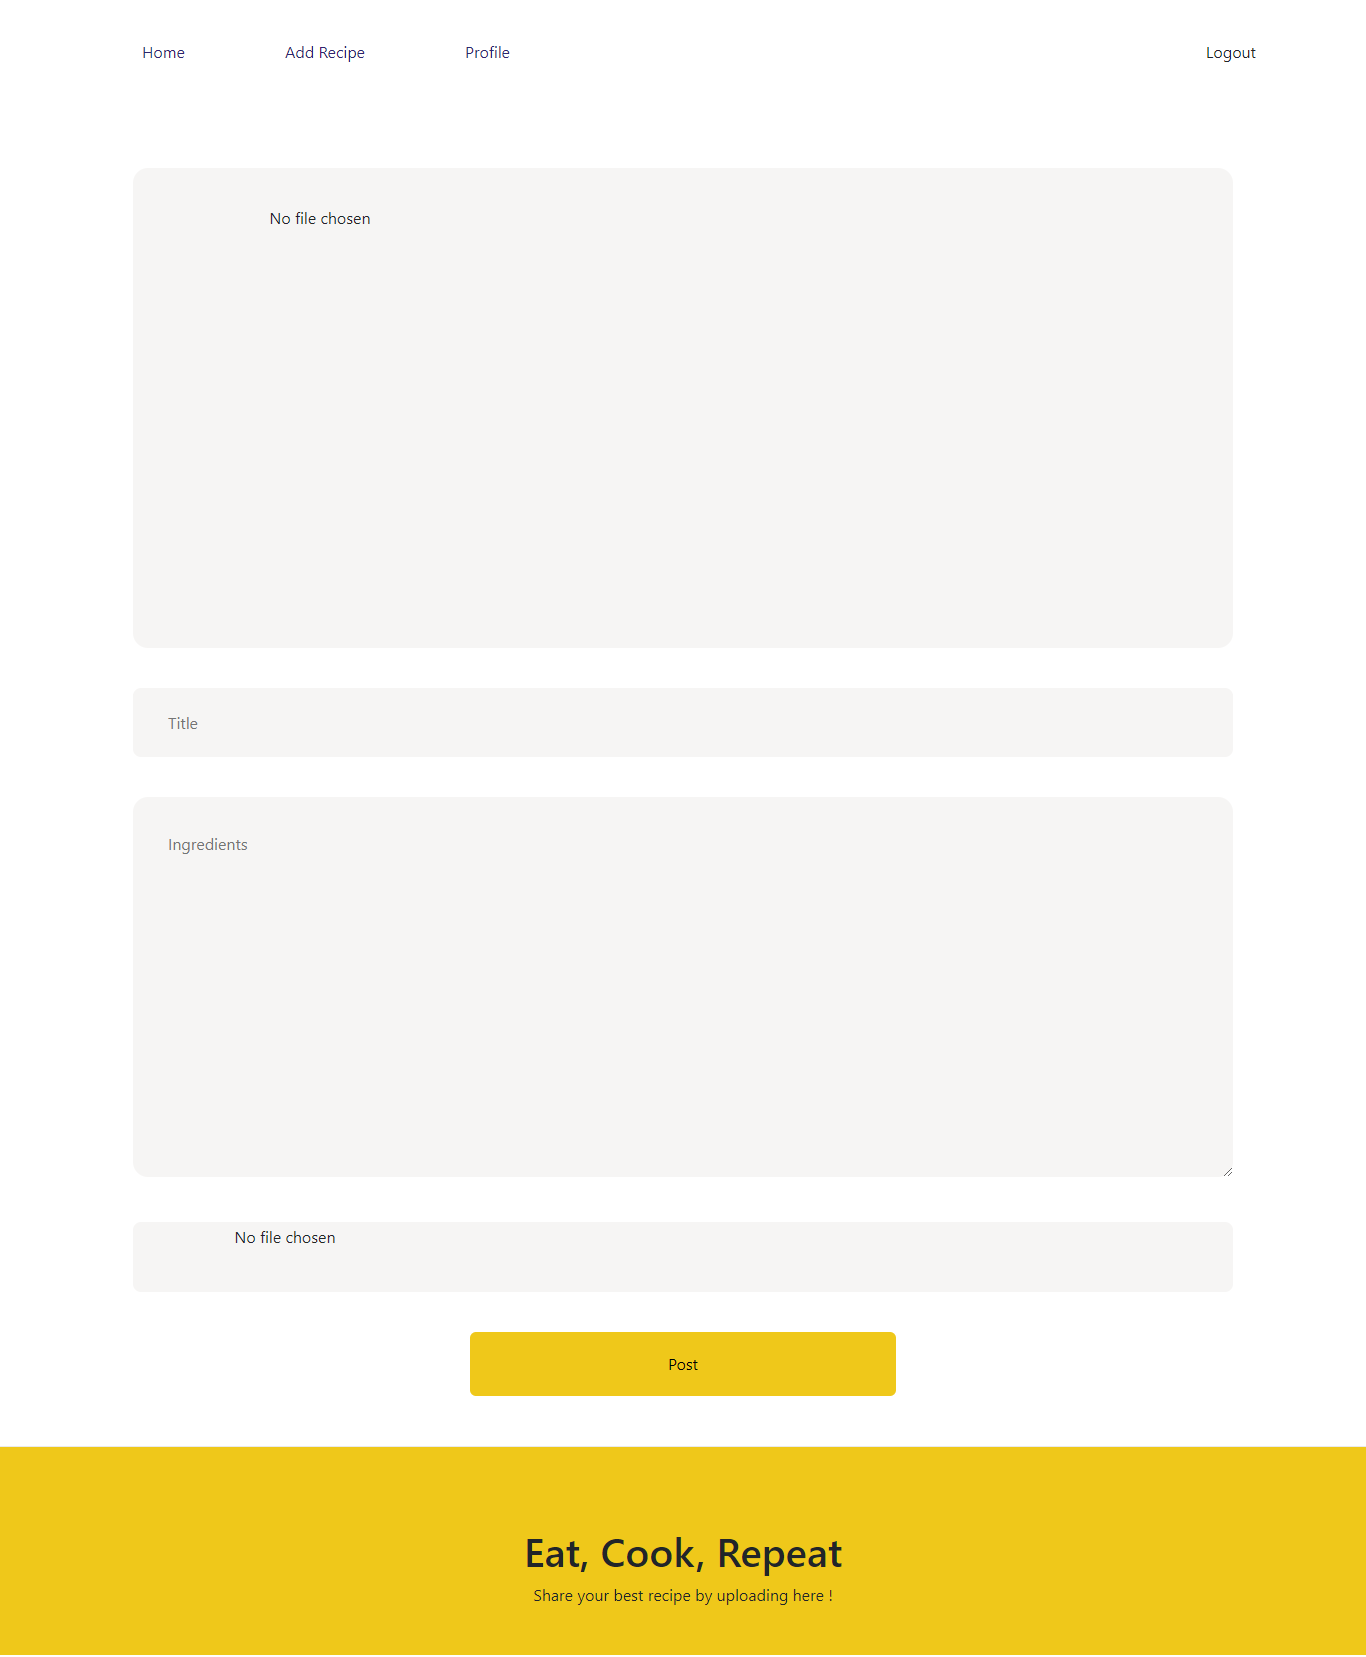 Home Add Recipe Profile Logout
No file chosen
Title
Ingredients
No file chosen
Post
Eat, Cook, Repeat
Share your best recipe by uploading here !